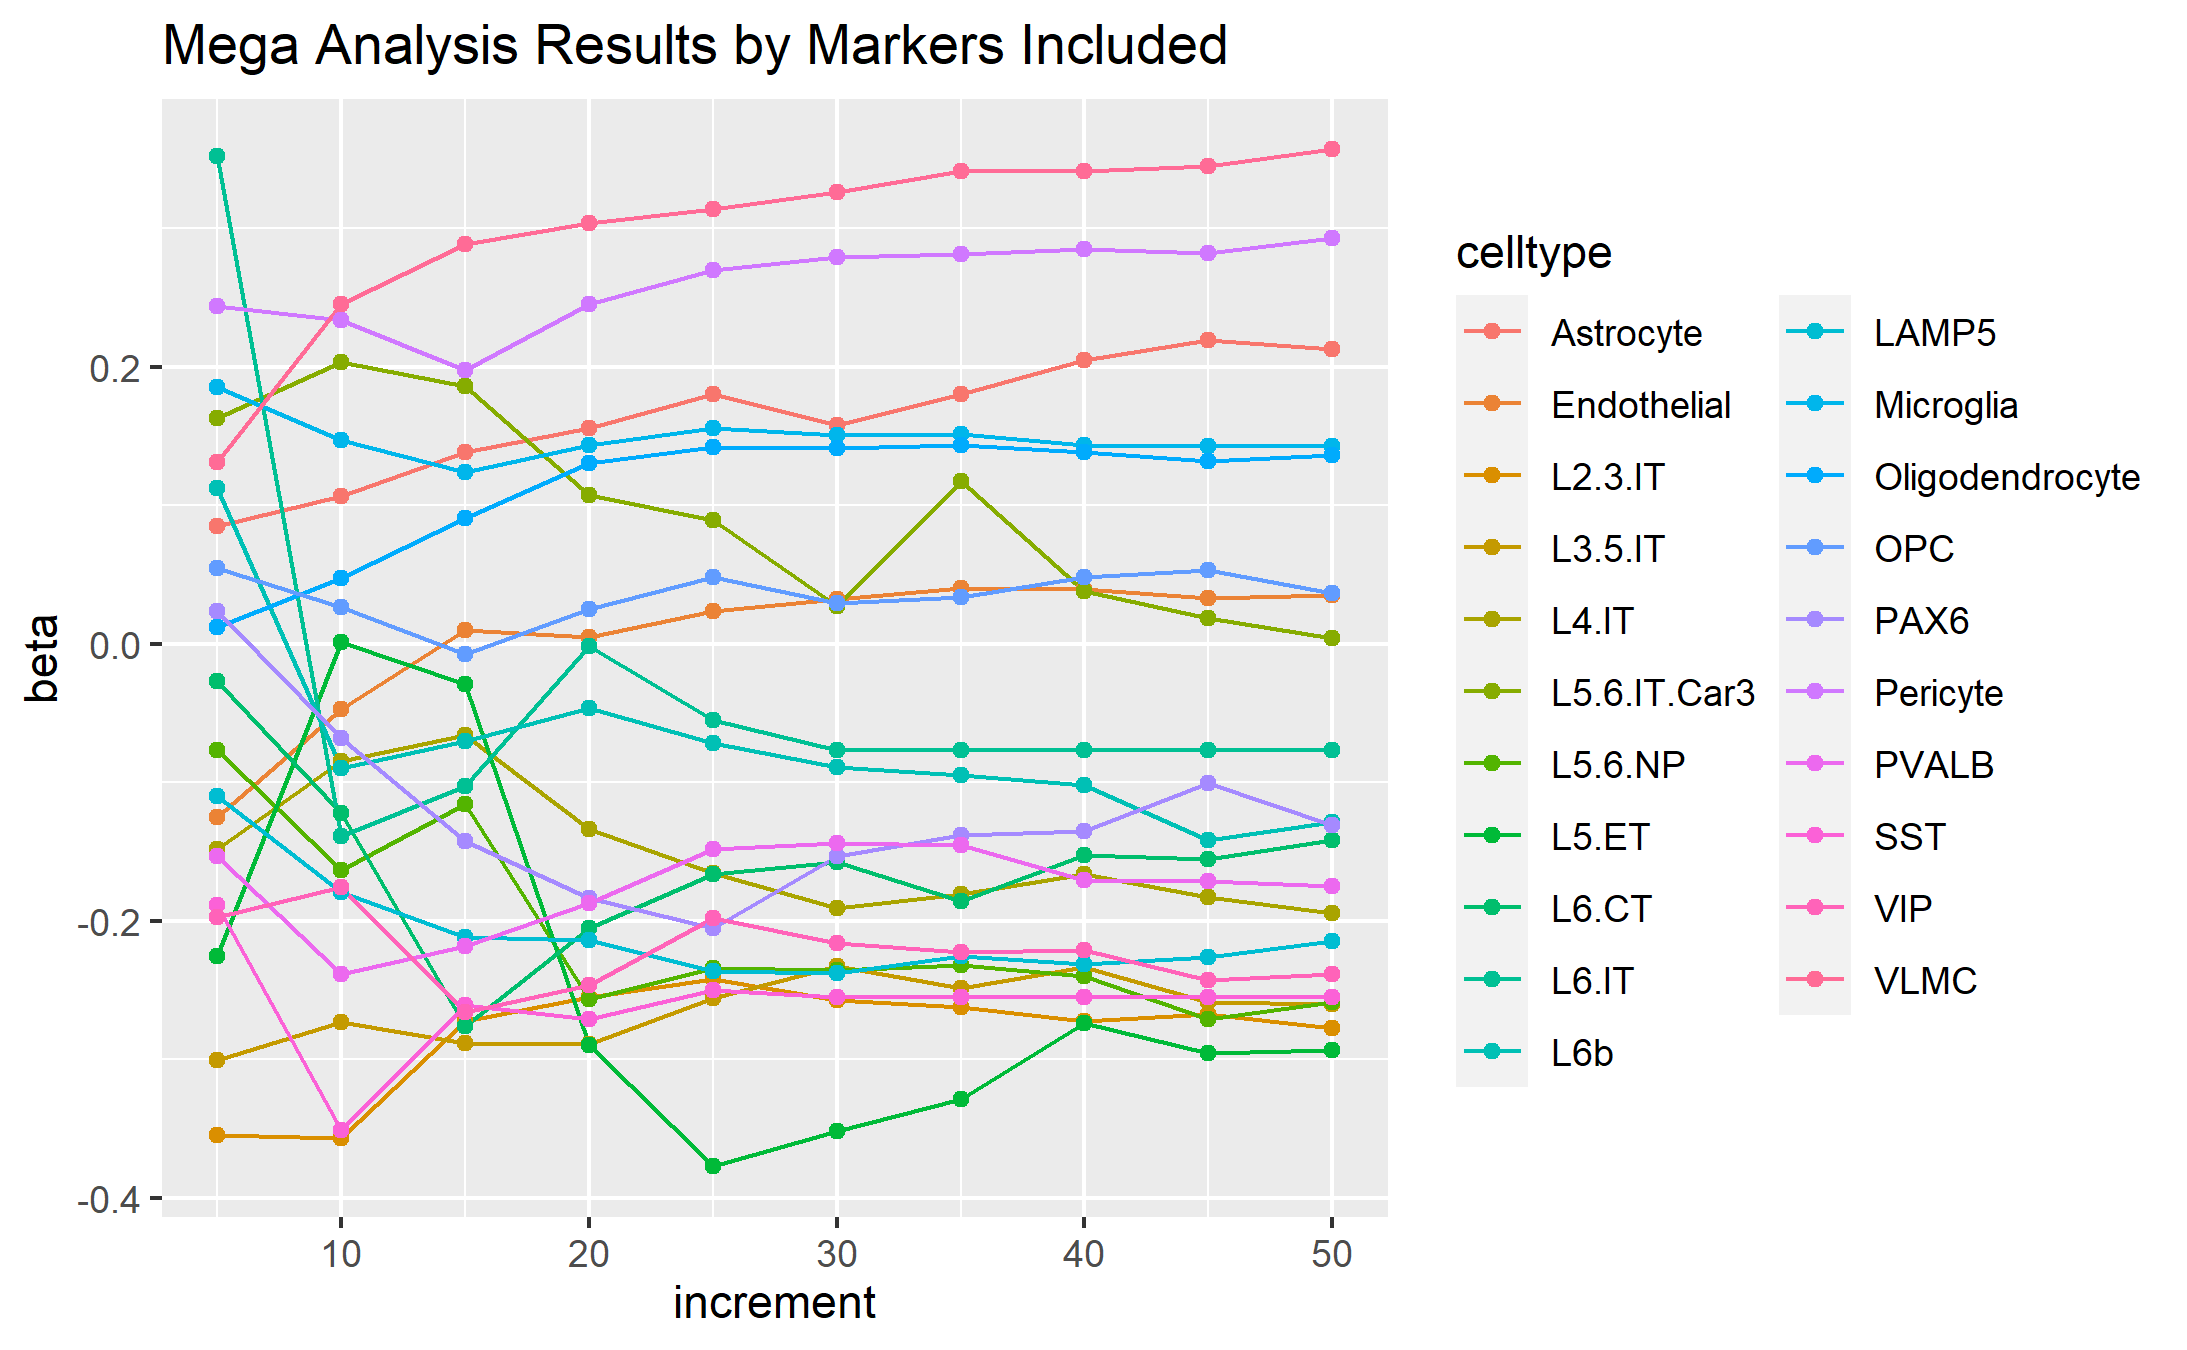 Mega Analysis Results by Markers Included
beta
0.2
0.0
-0.2
-0.4
10
20
30
40
50
increment
celltype
Astrocyte
Endothelial
L2.3.IT
L3.5.IT
L4.IT
L5.6.IT.Car3
L5.6.NP
L5.ET
L6.CT
L6.IT
L6b
LAMP5
Microglia
Oligodendrocyte
OPC
PAX6
Pericyte
PVALB
SST
VIP
VLMC